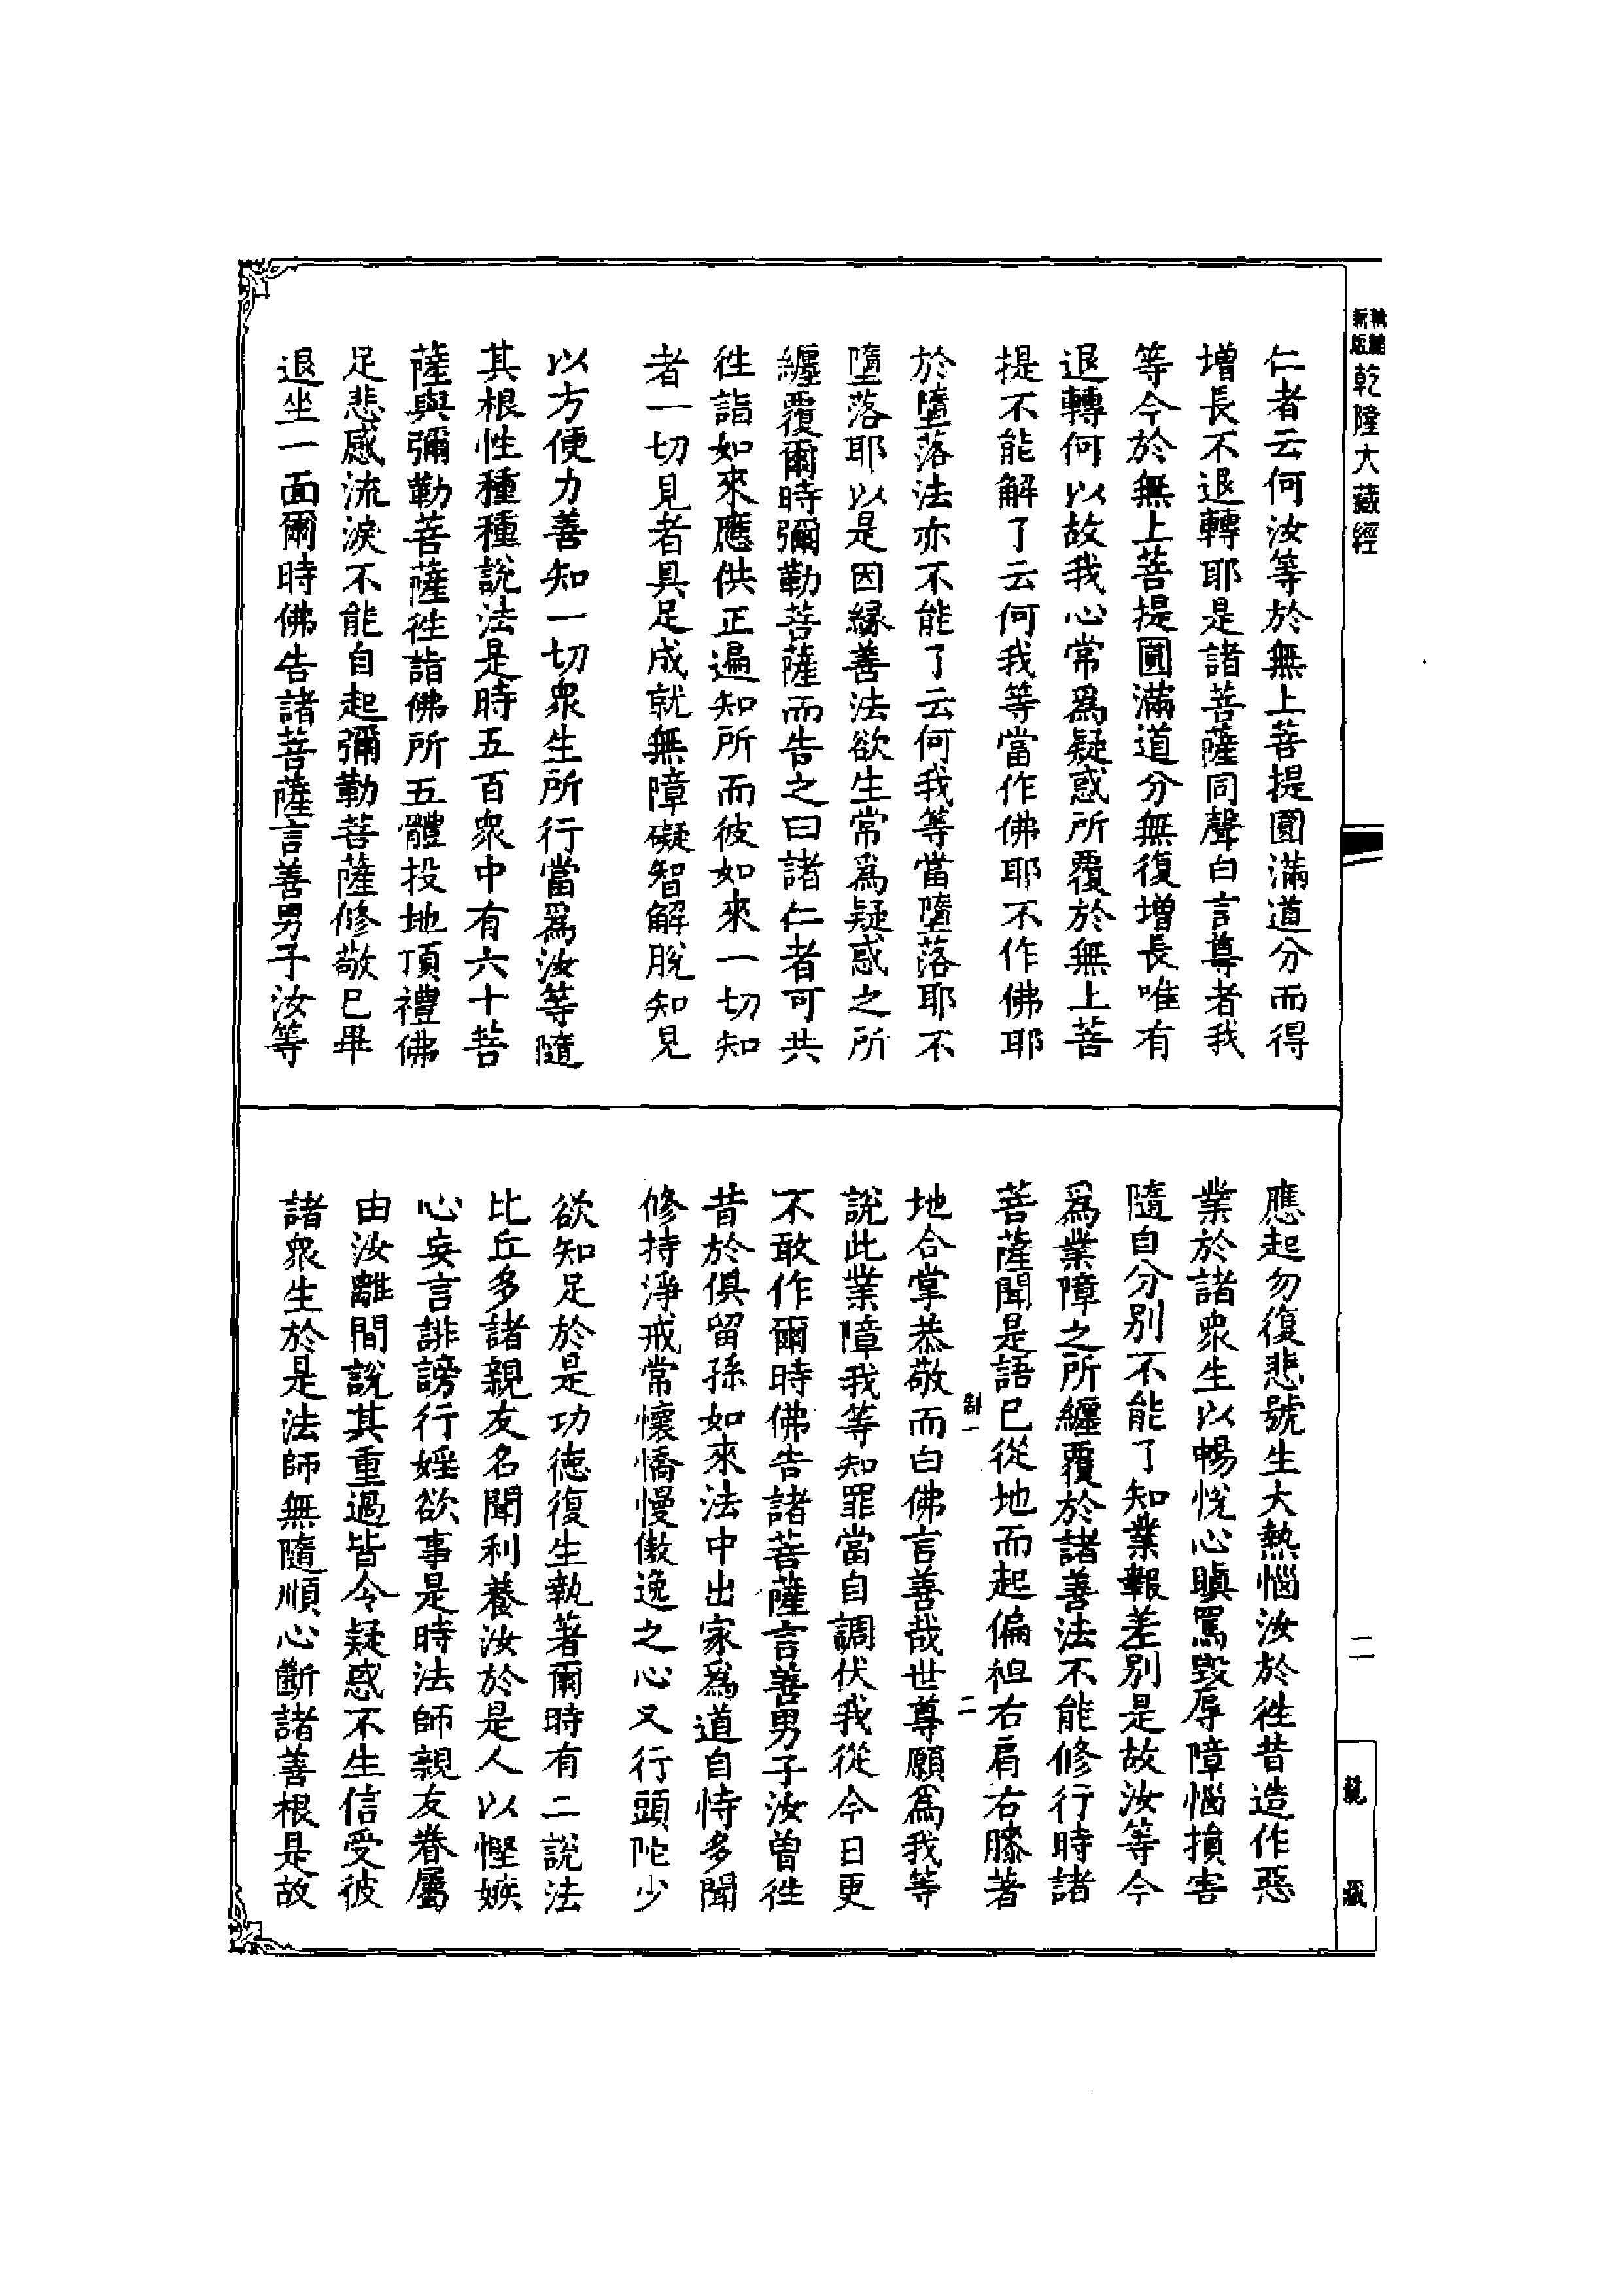 乾隆大藏經
仁者云何汝等於無上菩提圓滿道分而得
增長不退轉耶是諸菩薩同聲白言尊者我
等今於無上菩提圓滿道分無復增長唯有
退轉何以故我心常爲疑惑所覆於無上菩
提不能解了云何我等當作佛耶不作佛耶
於墮落法亦不能了云何我等當墮落耶不
墮落耶以是因緣善法欲生常爲疑惑之所
纏覆爾時彌勒菩薩而告之曰諸仁者可共
往詣如來應供正遍知所而彼如來一切知
者一切見者具足成就無障礙智解脫知見
以方便力善知一切衆生所行當爲汝等隨
其根性種種說法是時五百衆中有六十菩
薩與彌勒菩薩往詣佛所五體投地頂禮佛
足悲感流淚不能自起彌勒菩薩修敬已畢
退坐一面爾時佛告諸菩薩言善男子汝等
應起勿復悲號生大熱惱汝於往昔造作惡
業於諸衆生以暢悅心瞋罵毀辱障惱損害
隨自分別不能了知業報差別是故汝等今
爲業障之所纏覆於諸善法不能修行時諸
菩薩聞是語已從地而起偏袒右肩右膝著
地合掌恭敬而白佛言善哉世尊願爲我等
說此業障我等知罪當自調伏我從今日更
不敢作爾時佛告諸菩薩言善男子汝曾往
昔於俱留孫如來法中出家爲道自恃多聞
修持淨戒常懷憍慢傲逸之心又行頭陀少
欲知足於是功德復生執著爾時有二說法
比丘多諸親友名聞利養汝於是人以慳嫉
心妄言誹謗行婬欲事是時法師親友眷屬
由汝離間說其重過皆令疑惑不生信受彼
諸衆生於是法師無隨順心斷諸善根是故
二
龍藏